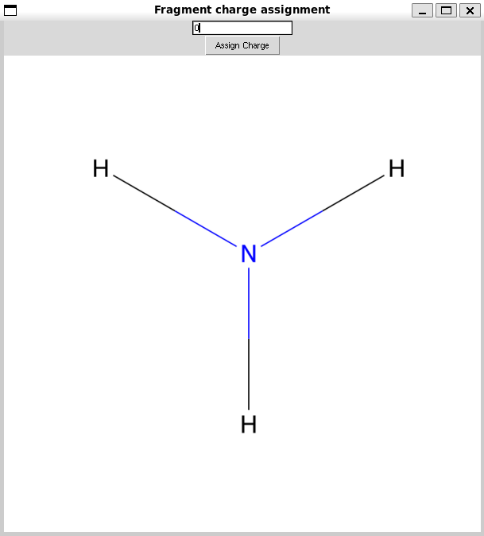 Fragment charge assignment
0
Assign Charge
H H
N
H